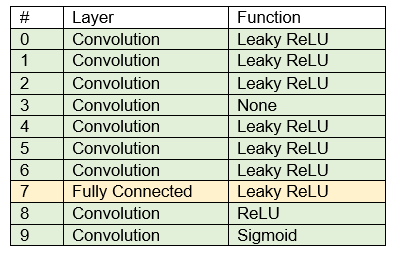 # Layer Function
0 Convolution Leaky ReLU
1 Convolution Leaky ReLU
2 Convolution Leaky ReLU
3 Convolution None
4 Convolution Leaky ReLU
5 Convolution Leaky ReLU
6 Convolution Leaky ReLU
7 Fully Connected Leaky ReLU
8 Convolution ReLU
9 Convolution Sigmoid